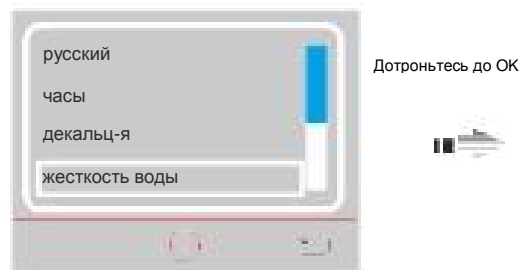 русский
часы
декальц-я
жесткость воды
Дотроньтесь до OK